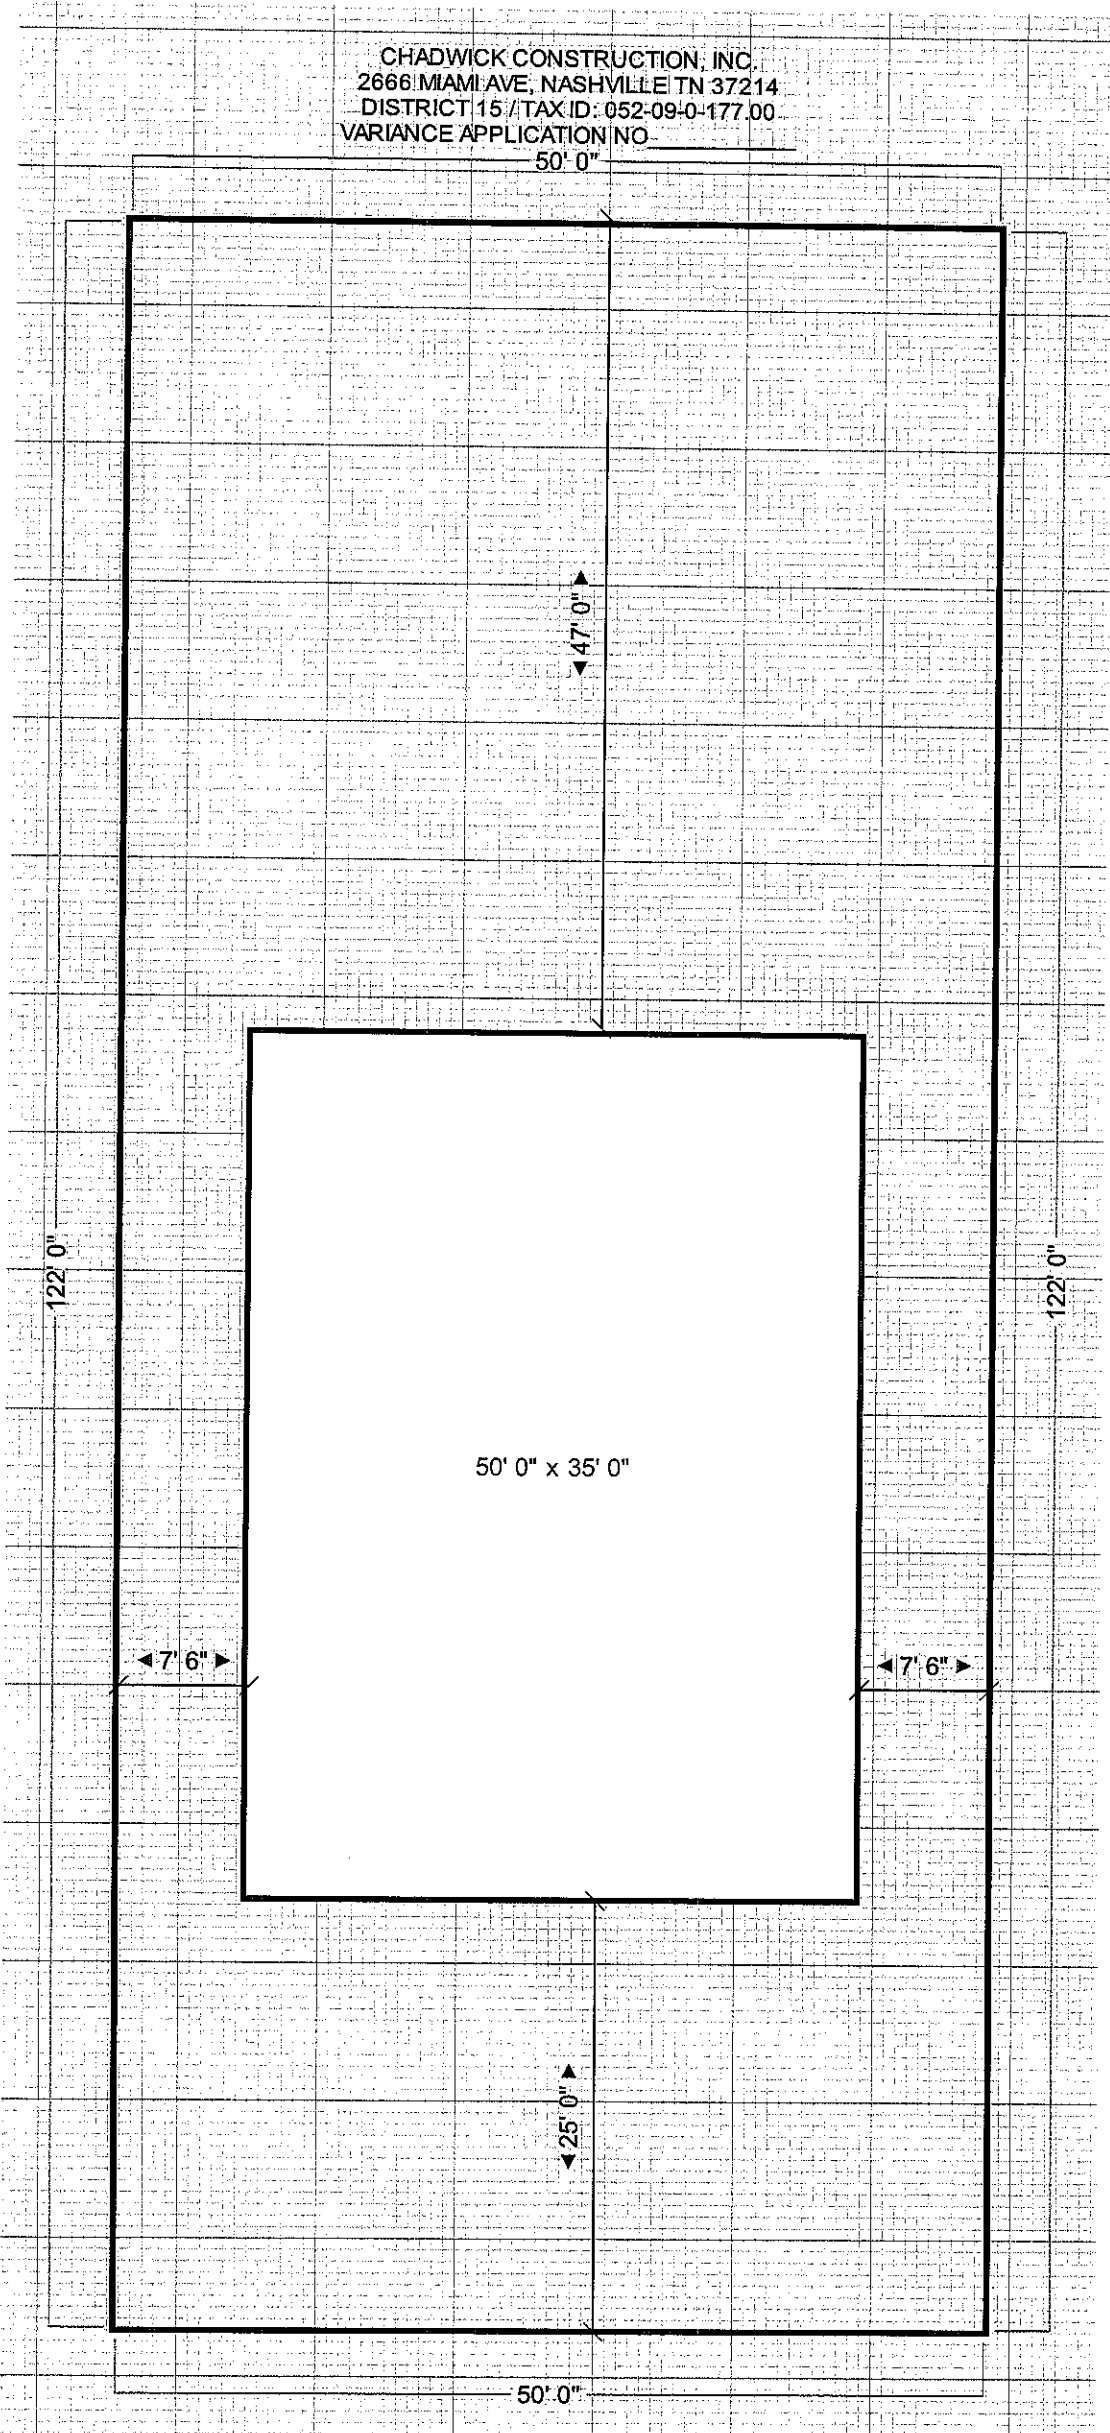 CHADWICK CONSTRUCTION, INC.
2666 MIAMI AVE, NASHVILLE TN 37214
DISTRICT 15 / TAX ID: 052-09-0-177.00
VARIANCE APPLICATION NO
50' 0"
47' 0"
122' 0"
122' 0"
50' 0" x 35' 0"
7' 6"
7' 6"
25' 0"
50' 0"